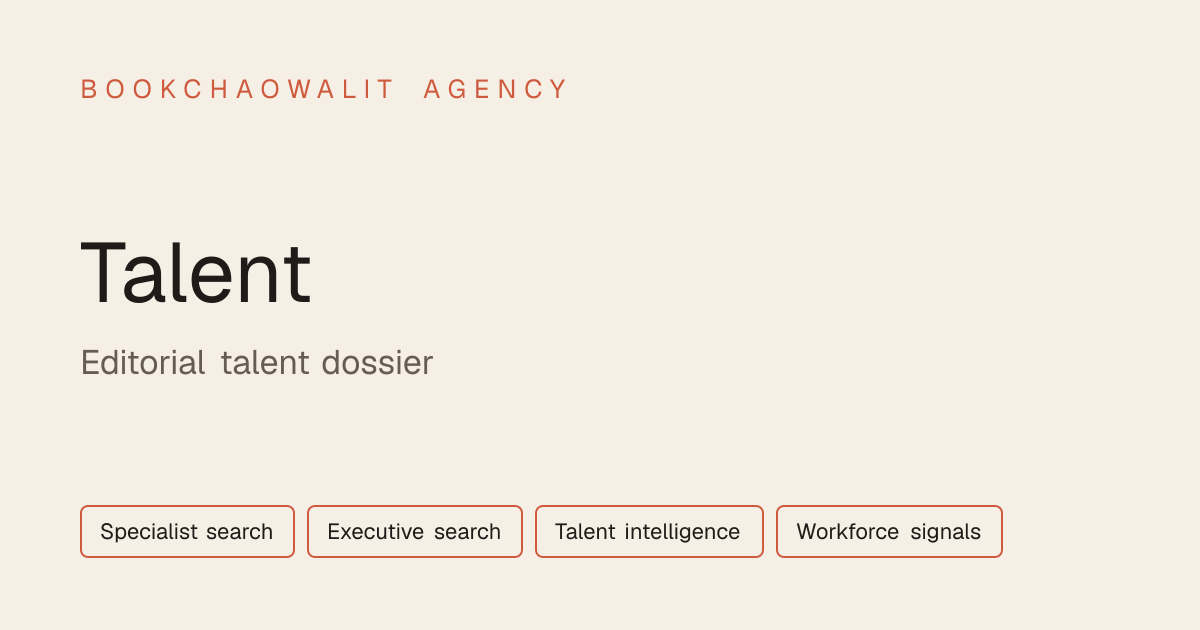 BOOKCHAOWALIT AGENCY
Talent
Editorial talent dossier
Specialist search Executive search Talent intelligence Workforce signals